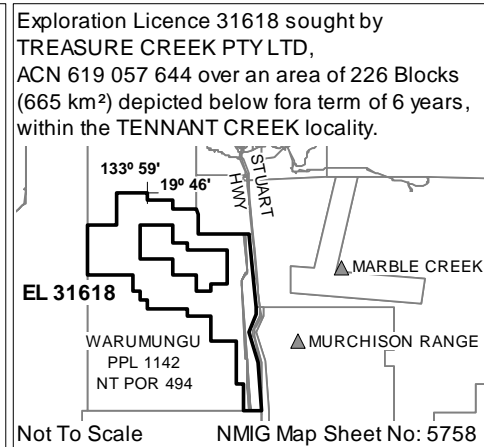 Exploration Licence 31618 sought by
TREASURE CREEK PTY LTD,
ACN 619 057 644 over an area of 226 Blocks
(665 km²) depicted below fora term of 6 years,
within the TENNANT CREEK locality.
133º 59'
19º 46'
STUART
HWY
MARBLE CREEK
EL 31618
WARUMUNGU
PPL 1142
NT POR 494
MURCHISON RANGE
Not To Scale
NMIG Map Sheet No: 5758